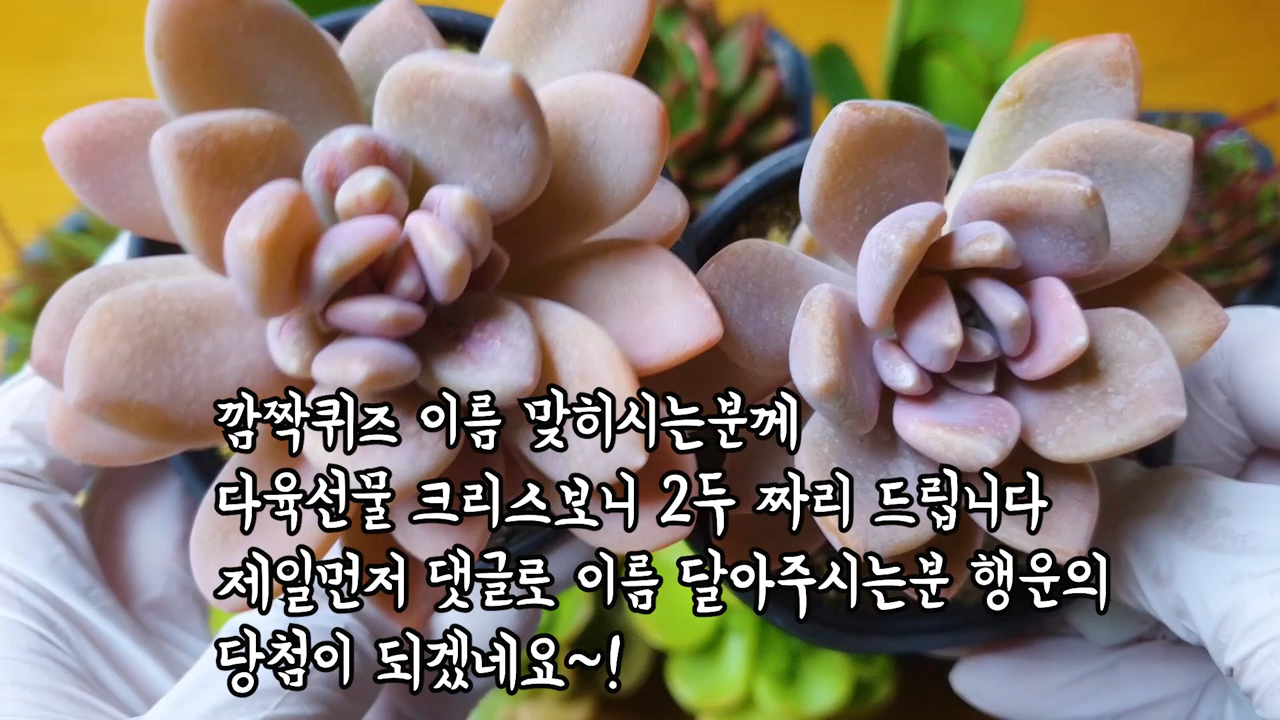 깜짝퀴즈 이름 맞히시는분께
다육선물 크리스보니 2두 짜리 드립니다
제일먼저 댓글로 이름 달아주시는분 행운의
당첨이 되겠네요~!